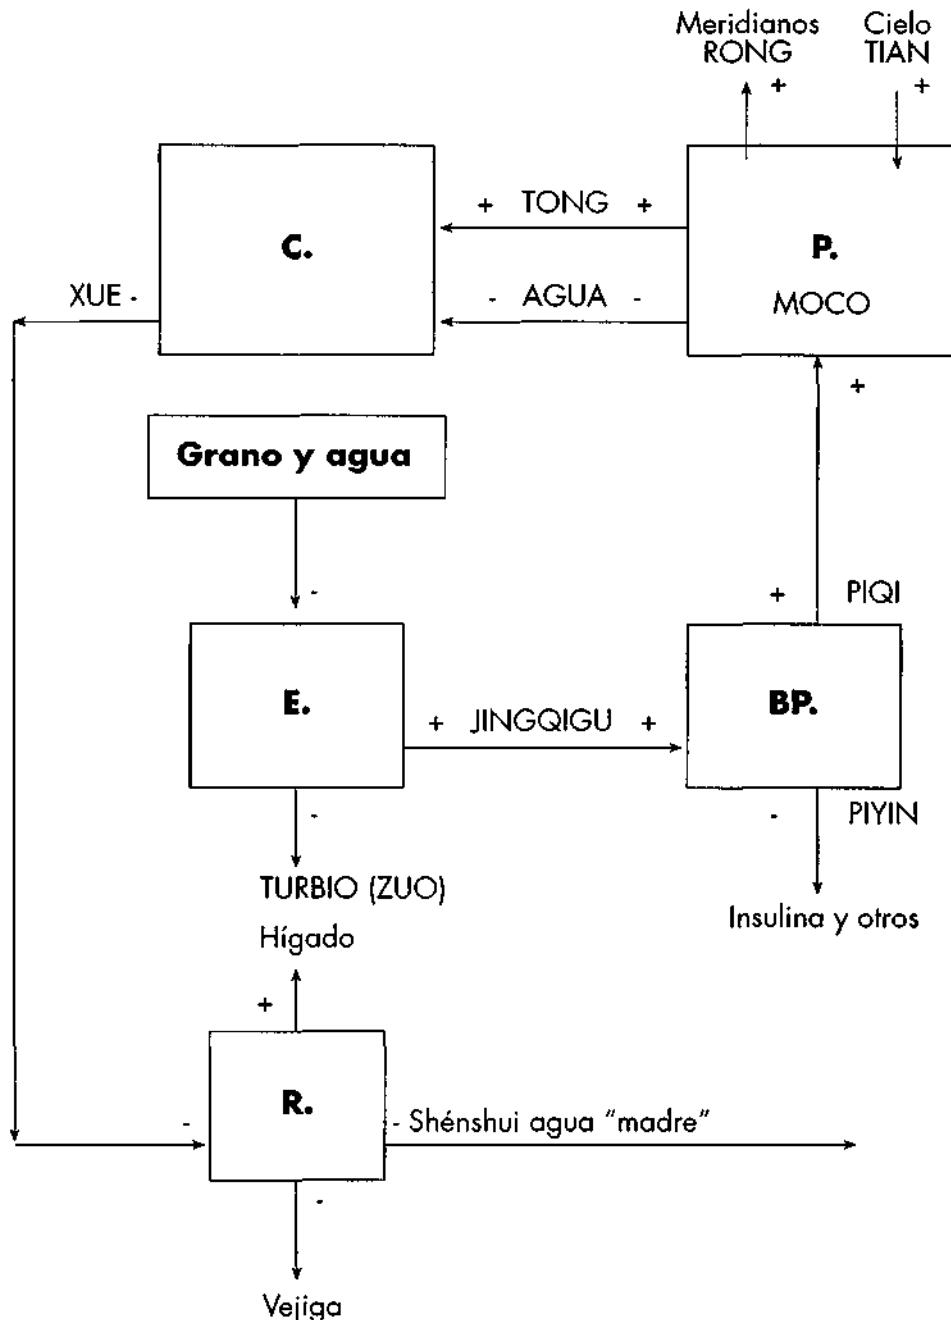 Meridianos
RONG
+
Cielo
TIAN
+
+ TONG +
C.
P.
XUE -
- AGUA -
MOCO
+
Grano y agua
-
+ PIQI
E.
BP.
+ JINGQIGU +
-
- PIYIN
TURBIO (ZUO)
Insulina y otros
Hígado
+
R.
-
- Shénshui agua "madre"
-
Vejiga